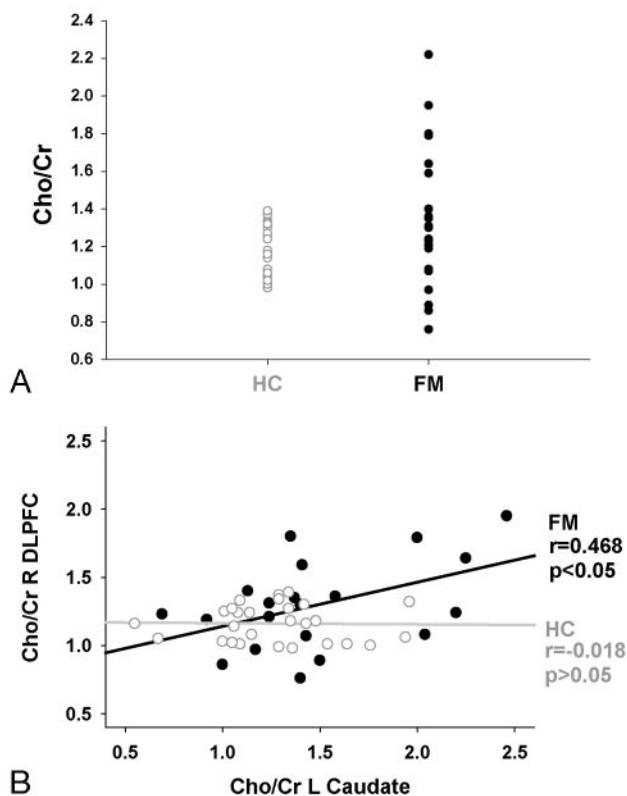 2.4
2.2
2.0
1.8
1.6
1.4
1.2
1.0
0.8
0.6
Cho/Cr
HC FM
A
2.5
2.0
1.5
1.0
0.5
Cho/Cr R DLPFC
FM
r=0.468
p<0.05
HC
r=-0.018
p>0.05
0.5 1.0 1.5 2.0 2.5
Cho/Cr L Caudate
B